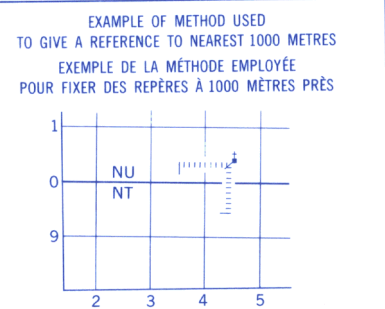 EXAMPLE OF METHOD USED
TO GIVE A REFERENCE TO NEAREST 1000 METRES
EXEMPLE DE LA MÉTHODE EMPLOYÉE
POUR FIXER DES REPÈRES À 1000 MÈTRES PRÈS
1
NU
0
NT
9
2 3 4 5